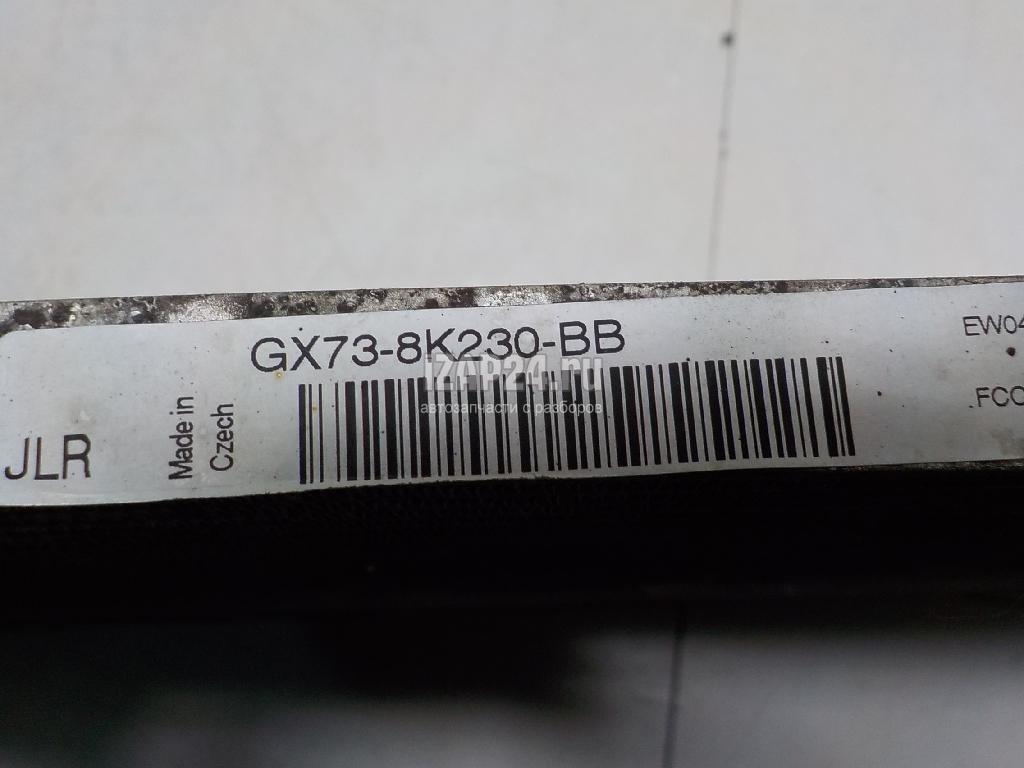 GX73-8K230-BB
EW04
IZAP24.ru
автозапчасти с разборов
FCC
Made in
Czech
JLR